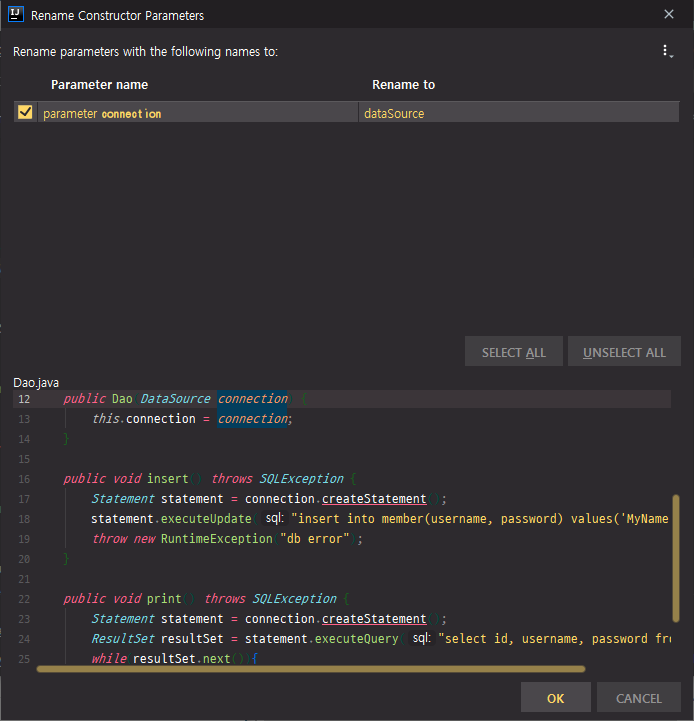 IJ Rename Constructor Parameters
Rename parameters with the following names to:
Parameter name Rename to
parameter connection dataSource
SELECT ALL UNSELECT ALL
Dao.java
12 public Dao(DataSource connection) {
13 this.connection = connection;
14 }
15
16 public void insert() throws SQLException {
17 Statement statement = connection.createStatement();
18 statement.executeUpdate( sql: "insert into member(username, password) values('MyName
19 throw new RuntimeException("db error");
20 }
21
22 public void print() throws SQLException {
23 Statement statement = connection.createStatement();
24 ResultSet resultSet = statement.executeQuery( sql: "select id, username, password fro
25 while(resultSet.next()){
OK CANCEL